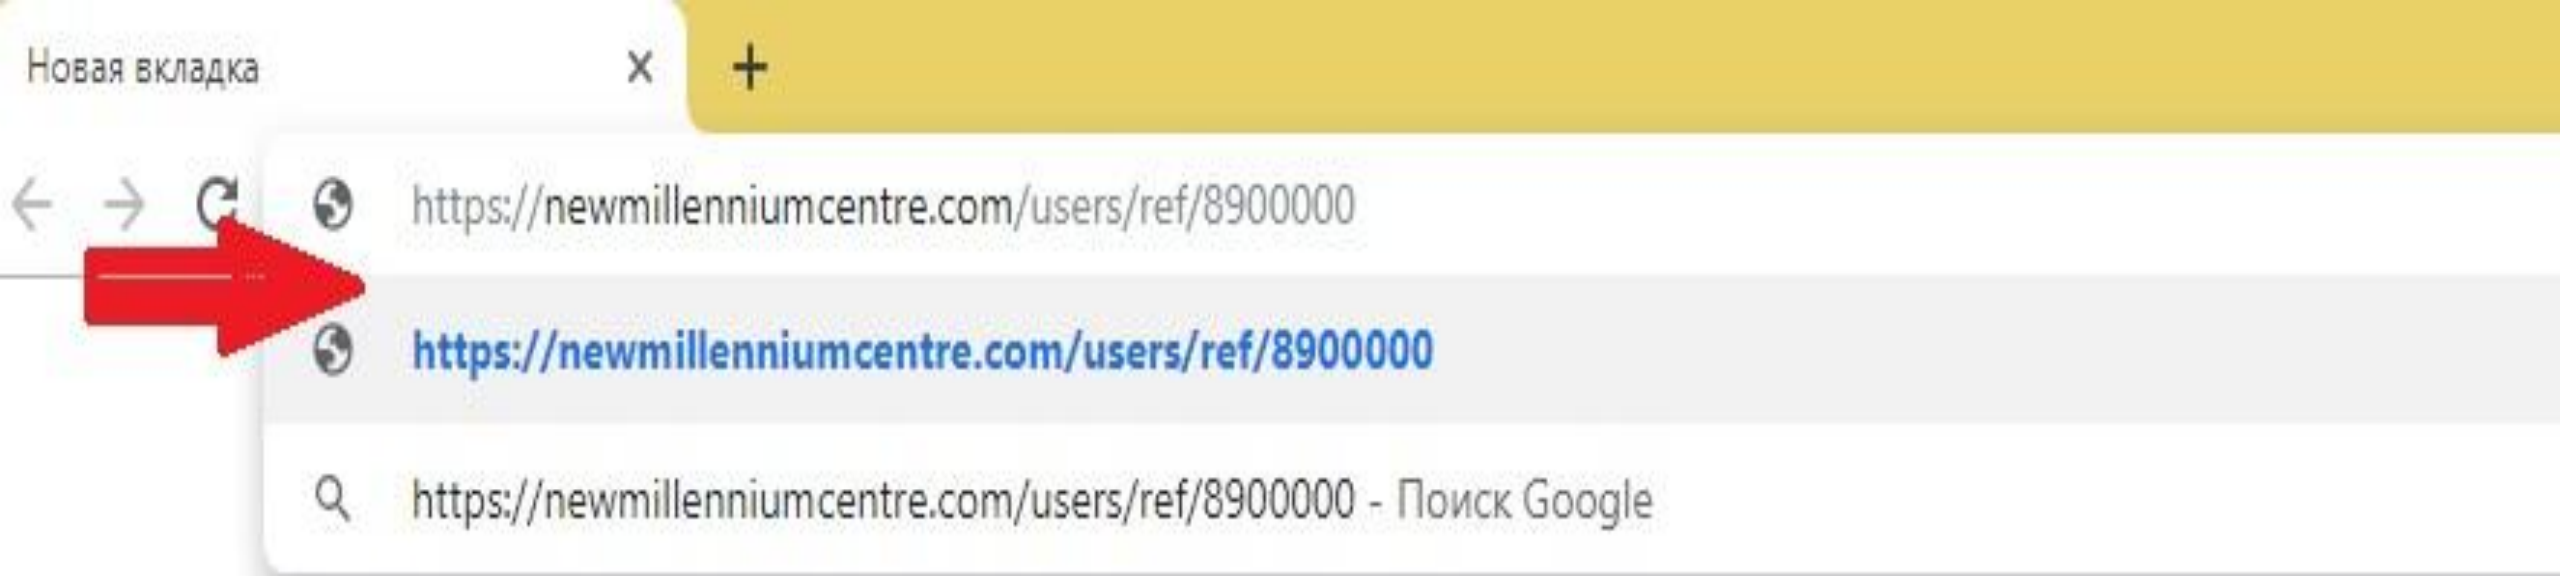 Новая вкладка
https://newmillenniumcentre.com/users/ref/8900000
https://newmillenniumcentre.com/users/ref/8900000
https://newmillenniumcentre.com/users/ref/8900000 - Поиск Google